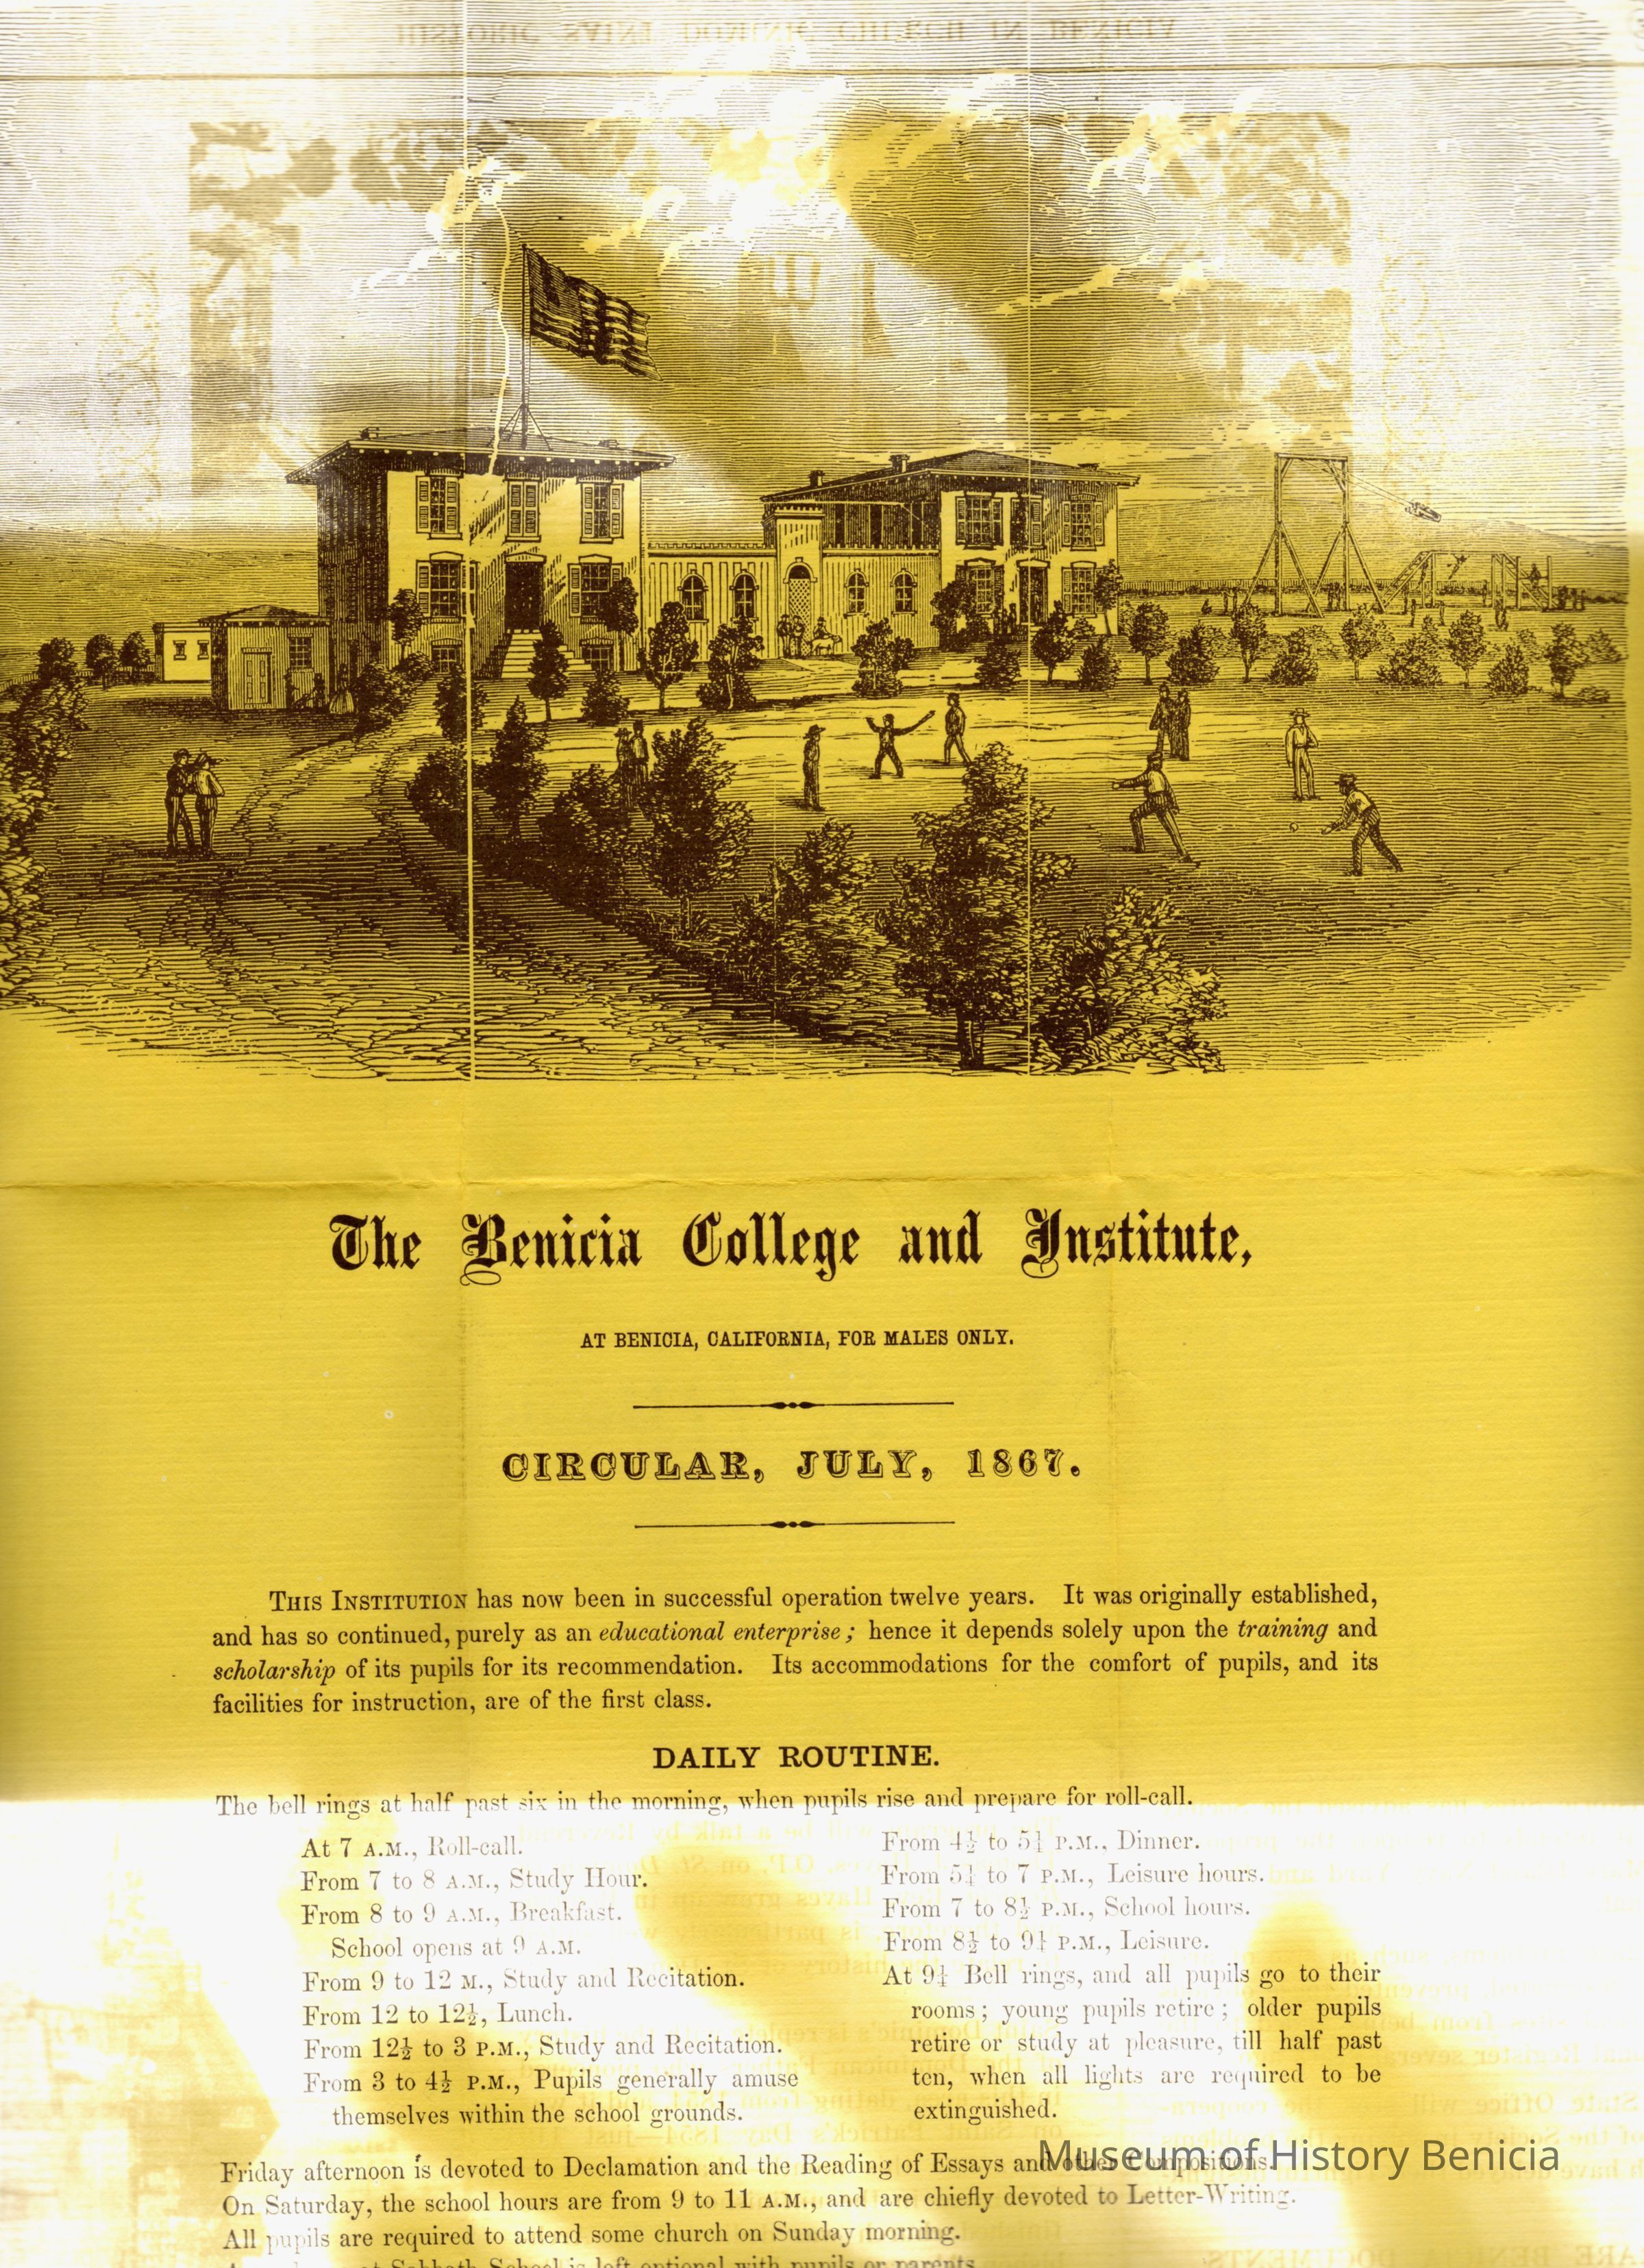 The Benicia College and Institute,
AT BENICIA, CALIFORNIA, FOR MALES ONLY.
CIRCULAR, JULY, 1867.
THIS INSTITUTION has now been in successful operation twelve years. It was originally established,
and has so continued, purely as an educational enterprise; hence it depends solely upon the training and
scholarship of its pupils for its recommendation. Its accommodations for the comfort of pupils, and its
facilities for instruction, are of the first class.
DAILY ROUTINE.
The bell rings at half past six in the morning, when pupils rise and prepare for roll-call.
At 7 A.M., Roll-call.
From 7 to 8 A.M., Study Hour.
From 8 to 9 A.M., Breakfast.
School opens at 9 A.M.
From 9 to 12 M., Study and Recitation.
From 12 to 12½, Lunch.
From 12½ to 3 P.M., Study and Recitation.
From 3 to 4½ P.M., Pupils generally amuse
themselves within the school grounds.
From 4½ to 5¼ P.M., Dinner.
From 5¼ to 7 P.M., Leisure hours.
From 7 to 8½ P.M., School hours.
From 8½ to 9¼ P.M., Leisure.
At 9¼ Bell rings, and all pupils go to their
rooms; young pupils retire; older pupils
retire or study at pleasure, till half past
ten, when all lights are required to be
extinguished.
Friday afternoon is devoted to Declamation and the Reading of Essays and other Compositions.
On Saturday, the school hours are from 9 to 11 A.M., and are chiefly devoted to Letter-Writing.
All pupils are required to attend some church on Sunday morning.
at Sabbath School is left optional with pupils or parents.
Museum of History Benicia